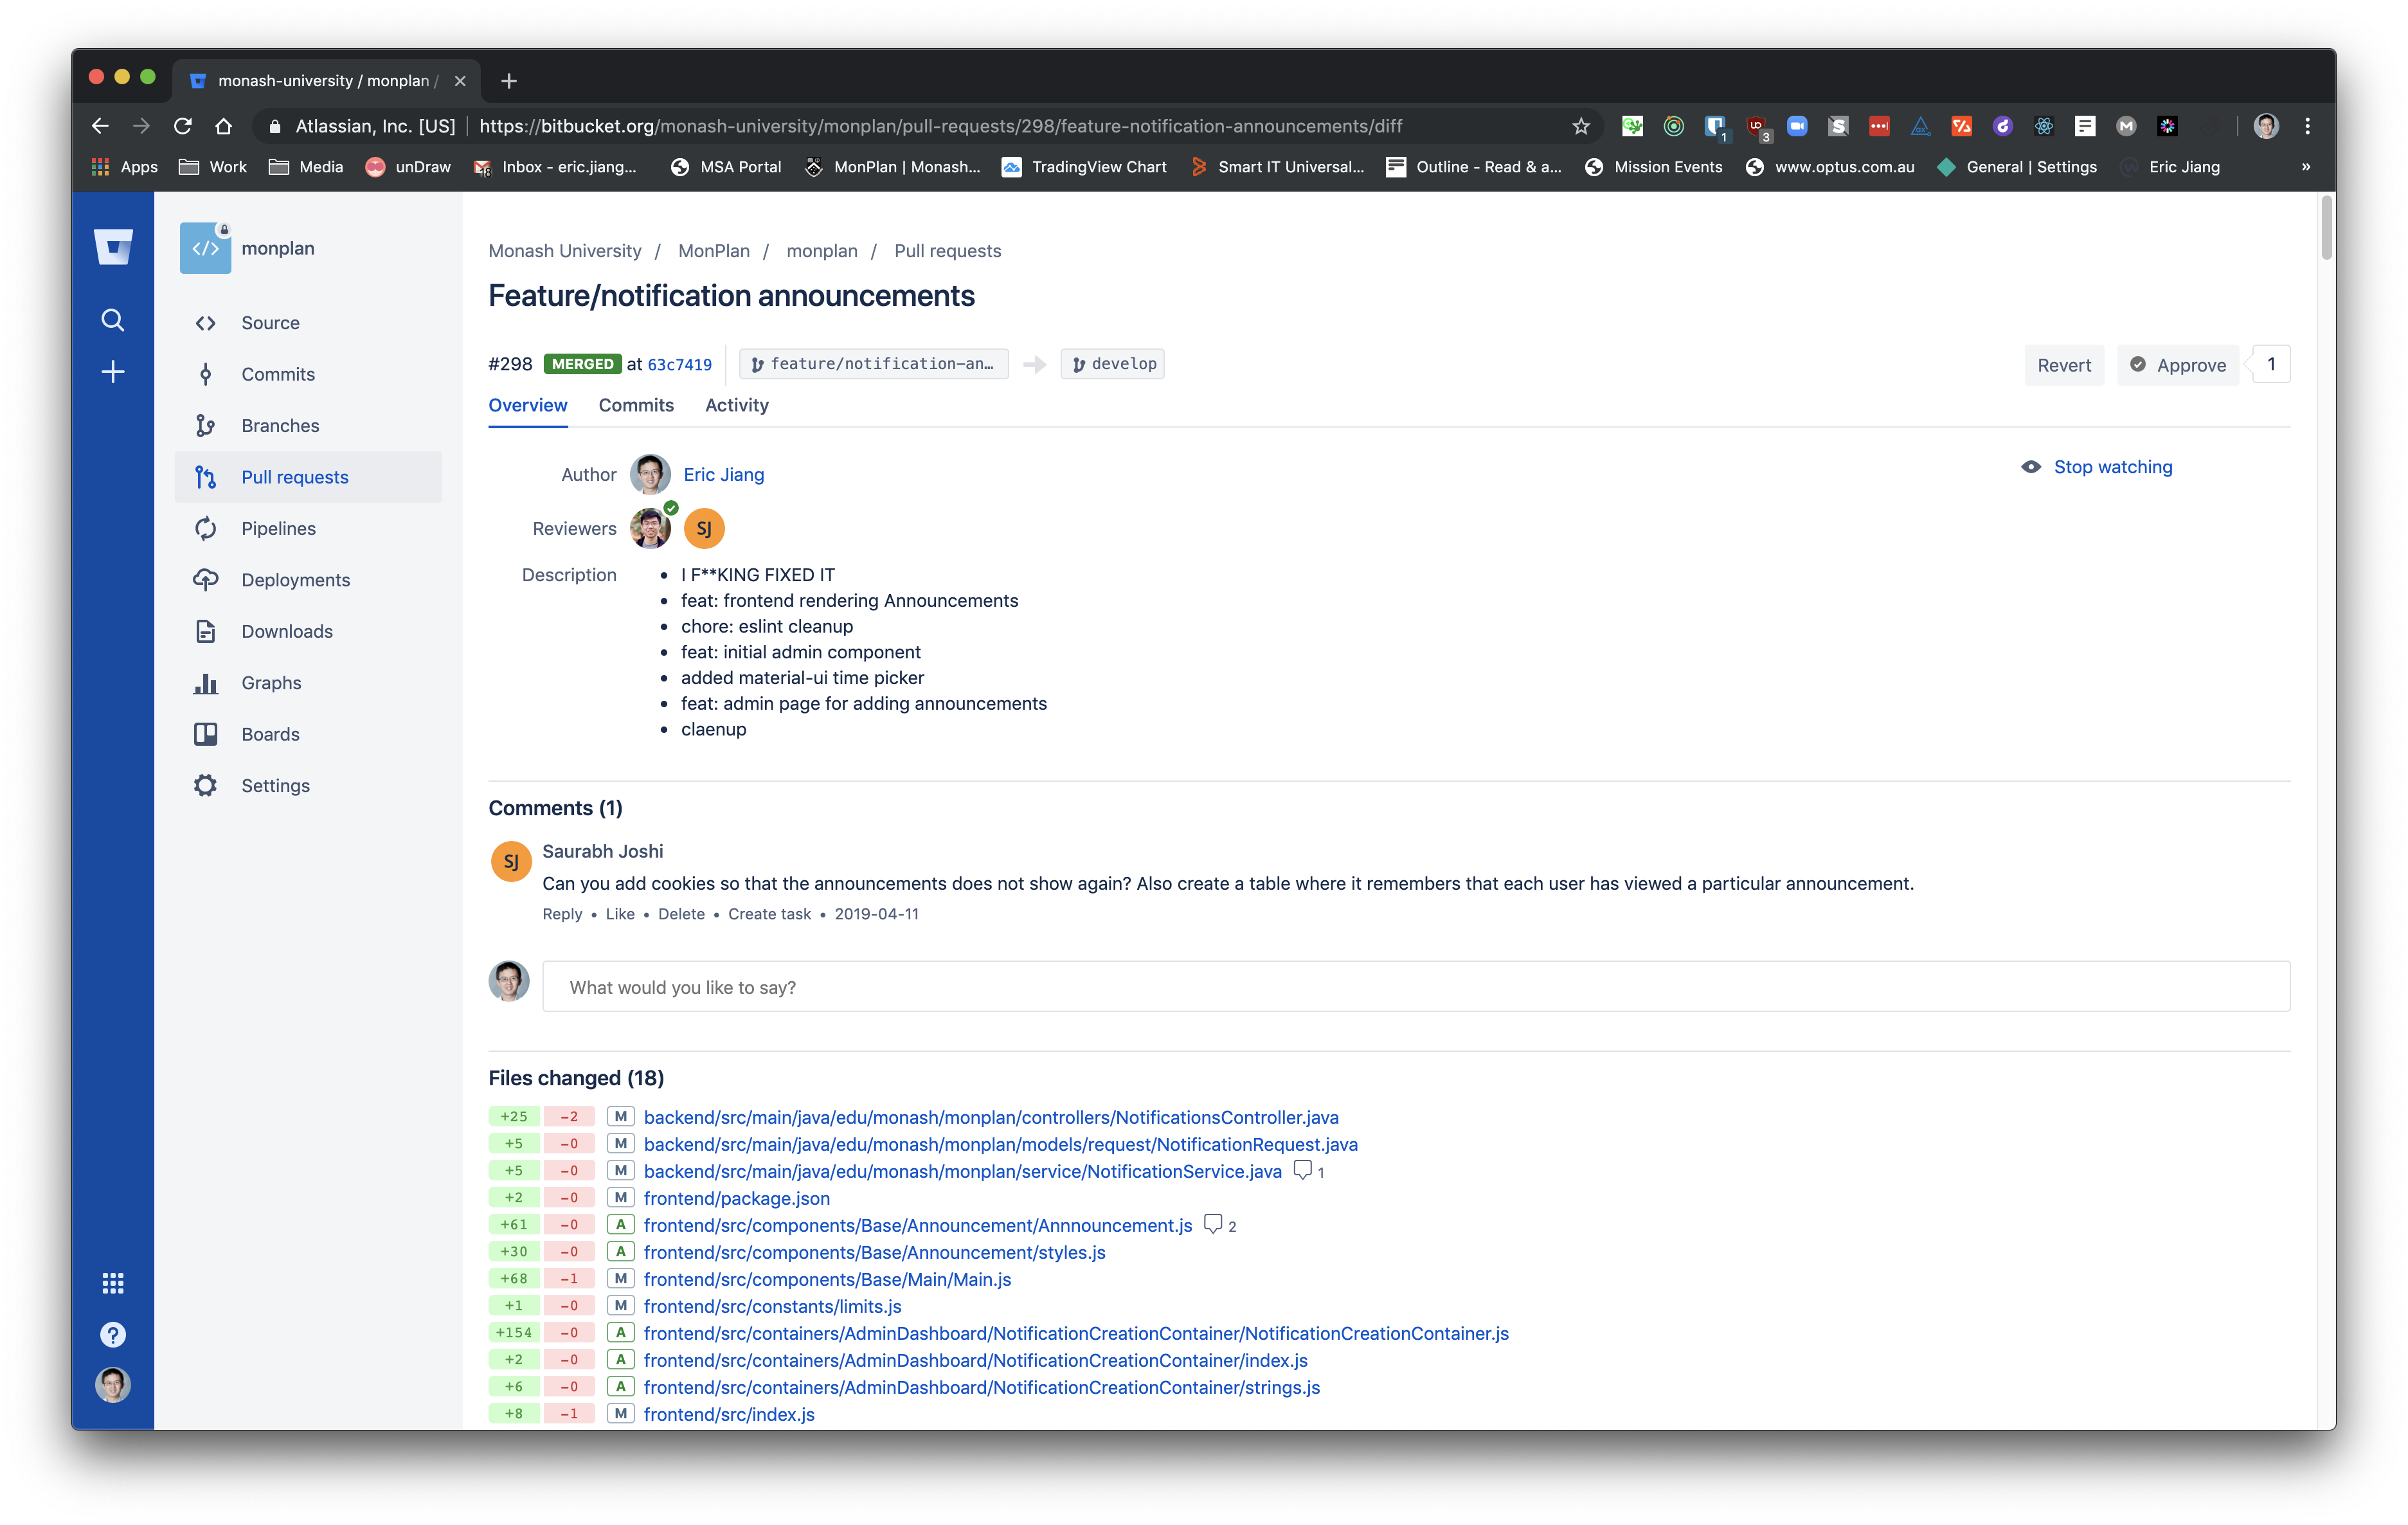 monash-university / monplan /
Atlassian, Inc. [US] https://bitbucket.org/monash-university/monplan/pull-requests/298/feature-notification-announcements/diff
1
3
Apps Work Media unDraw Inbox - eric.jiang... MSA Portal MonPlan | Monash... TradingView Chart Smart IT Universal... Outline - Read & a... Mission Events www.optus.com.au General | Settings Eric Jiang »
monplan
Source
Commits
Branches
Pull requests
Pipelines
Deployments
Downloads
Graphs
Boards
Settings
Monash University / MonPlan / monplan / Pull requests
Feature/notification announcements
#298 MERGED at 63c7419 feature/notification-an... develop
Revert Approve 1
Overview Commits Activity
Author Eric Jiang
Stop watching
Reviewers SJ
Description
• I F**KING FIXED IT
• feat: frontend rendering Announcements
• chore: eslint cleanup
• feat: initial admin component
• added material-ui time picker
• feat: admin page for adding announcements
• claenup
Comments (1)
SJ Saurabh Joshi
Can you add cookies so that the announcements does not show again? Also create a table where it remembers that each user has viewed a particular announcement.
Reply • Like • Delete • Create task • 2019-04-11
What would you like to say?
Files changed (18)
+25 -2 M backend/src/main/java/edu/monash/monplan/controllers/NotificationsController.java
+5 -0 M backend/src/main/java/edu/monash/monplan/models/request/NotificationRequest.java
+5 -0 M backend/src/main/java/edu/monash/monplan/service/NotificationService.java 1
+2 -0 M frontend/package.json
+61 -0 A frontend/src/components/Base/Announcement/Annnouncement.js 2
+30 -0 A frontend/src/components/Base/Announcement/styles.js
+68 -1 M frontend/src/components/Base/Main/Main.js
+1 -0 M frontend/src/constants/limits.js
+154 -0 A frontend/src/containers/AdminDashboard/NotificationCreationContainer/NotificationCreationContainer.js
+2 -0 A frontend/src/containers/AdminDashboard/NotificationCreationContainer/index.js
+6 -0 A frontend/src/containers/AdminDashboard/NotificationCreationContainer/strings.js
+8 -1 M frontend/src/index.js